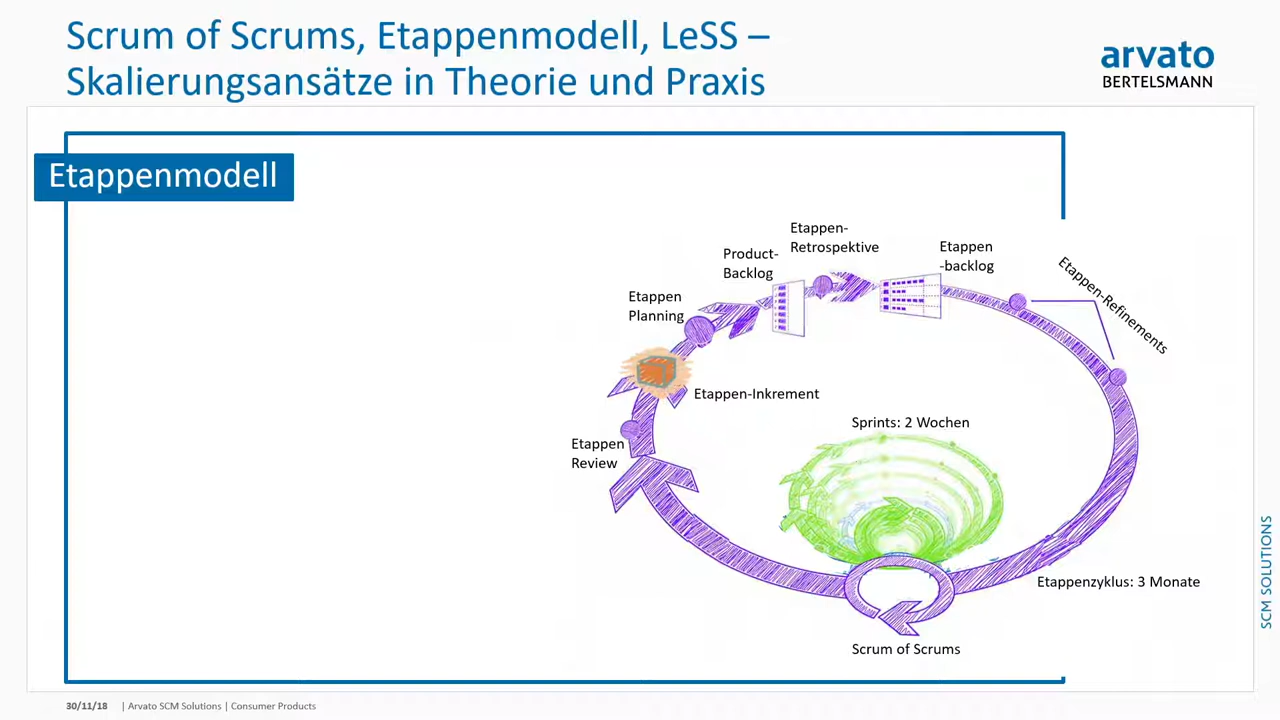 Scrum of Scrums, Etappenmodell, LeSS –
Skalierungsansätze in Theorie und Praxis
arvato
BERTELSMANN
Etappenmodell
Etappen-
Retrospektive
Product-
Backlog
Etappen
-backlog
Etappen-Refinements
Etappen
Planning
Etappen-Inkrement
Sprints: 2 Wochen
Etappen
Review
Etappenzyklus: 3 Monate
Scrum of Scrums
SCM SOLUTIONS
30/11/18 | Arvato SCM Solutions | Consumer Products